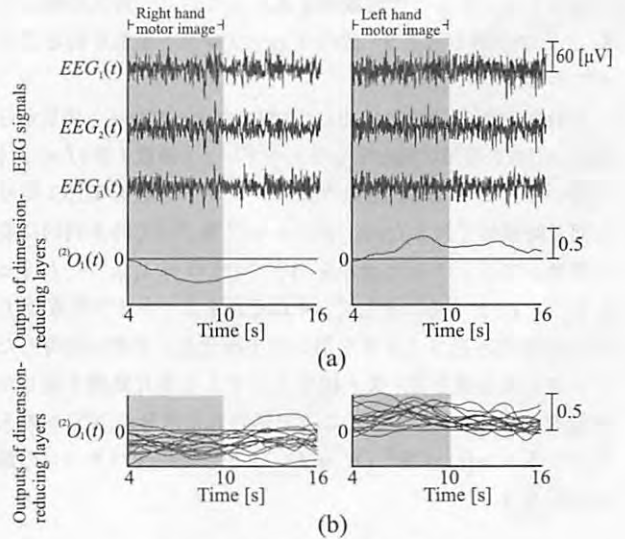 Right hand
motor image
Left hand
motor image
60 [μV]
EEG signals
EEG₁(t)
EEG₂(t)
EEG₃(t)
Output of dimension-
reducing layers
⁽²⁾O₁(t)
0
0
0.5
4 10 16
4 10 16
Time [s]
Time [s]
(a)
Outputs of dimension-
reducing layers
⁽²⁾O₁(t)
0
0
0.5
4 10 16
4 10 16
Time [s]
Time [s]
(b)